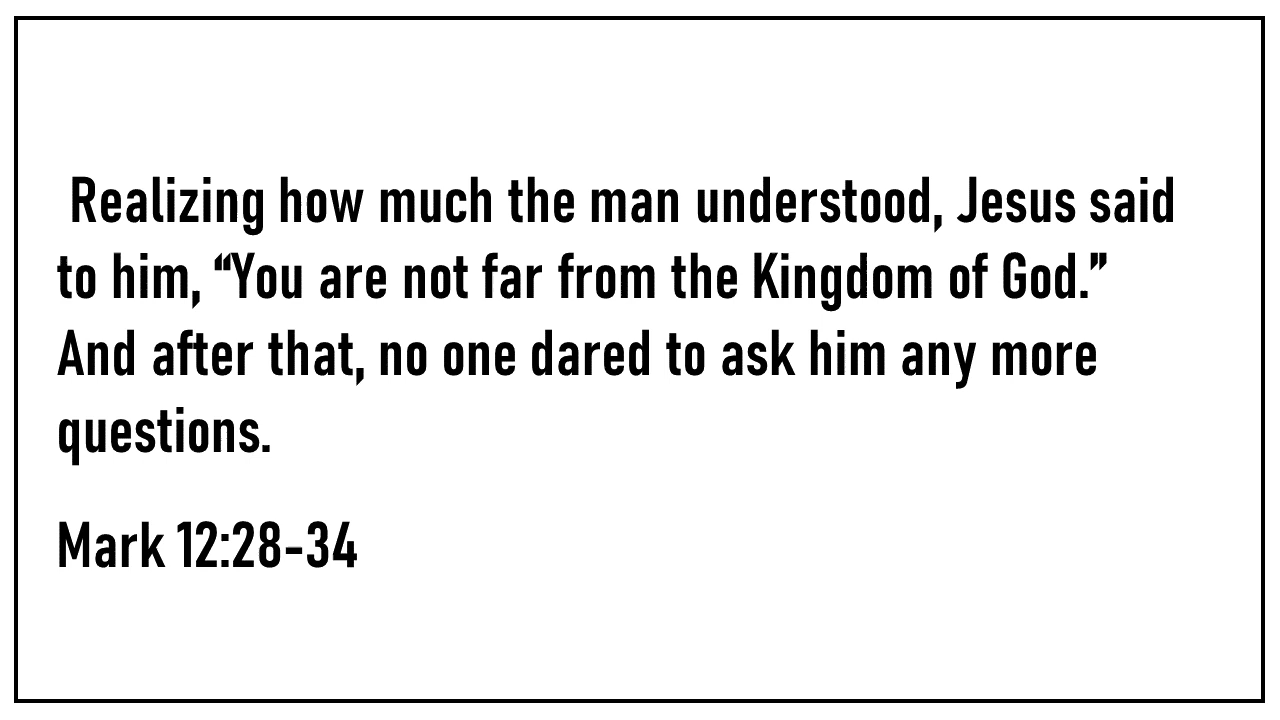 Realizing how much the man understood, Jesus said
to him, “You are not far from the Kingdom of God.”
And after that, no one dared to ask him any more
questions.
Mark 12:28-34